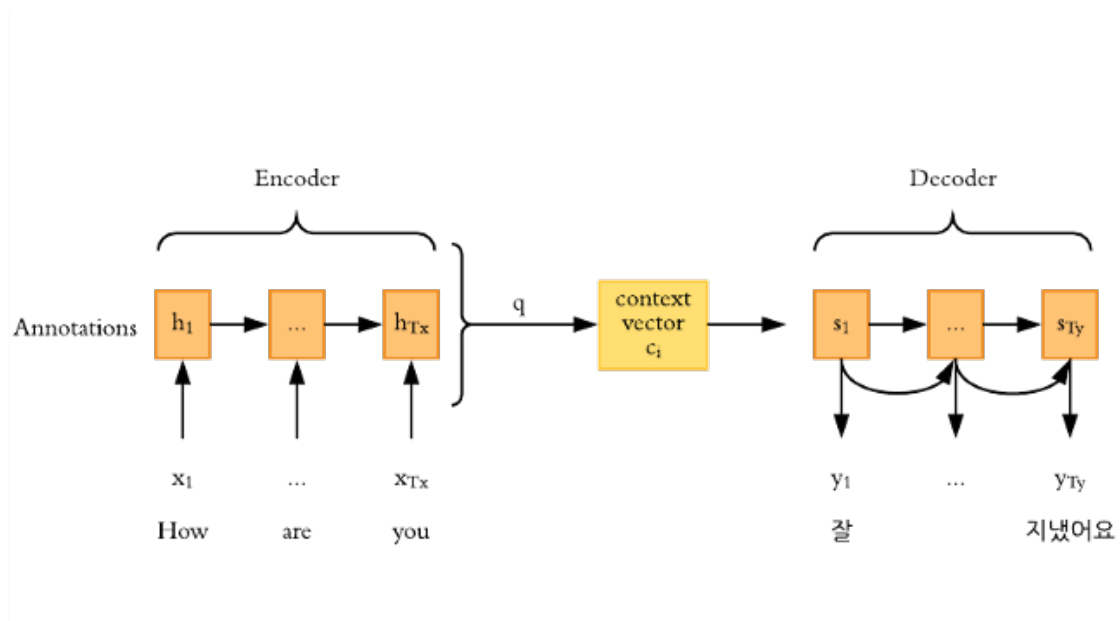 Encoder
Decoder
q
Annotations
h1
...
hTx
context
vector
ci
s1
...
sTy
x1
...
xTx
y1
...
yTy
How
are
you
잘
지냈어요